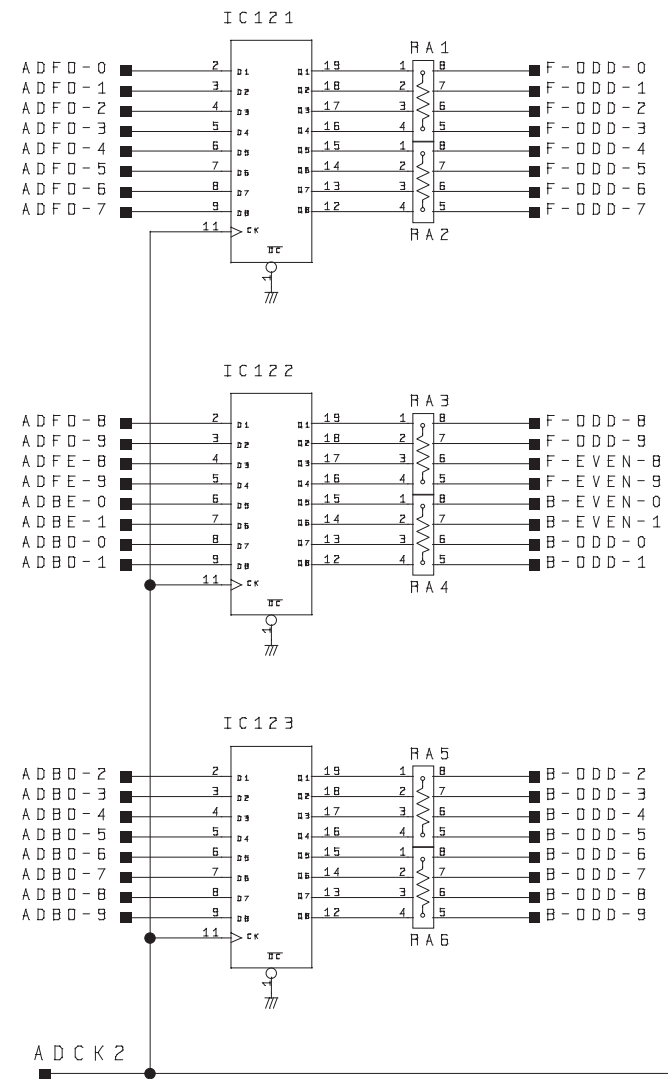 IC121
RA1
ADFO-0 2 D1 Q1 19 1 8 F-ODD-0
ADFO-1 3 D2 Q2 18 2 7 F-ODD-1
ADFO-2 4 D3 Q3 17 3 6 F-ODD-2
ADFO-3 5 D4 Q4 16 4 5 F-ODD-3
ADFO-4 6 D5 Q5 15 1 8 F-ODD-4
ADFO-5 7 D6 Q6 14 2 7 F-ODD-5
ADFO-6 8 D7 Q7 13 3 6 F-ODD-6
ADFO-7 9 D8 Q8 12 4 5 F-ODD-7
11 CK
RA2
OC
1
IC122
RA3
ADFO-8 2 D1 Q1 19 1 8 F-ODD-8
ADFO-9 3 D2 Q2 18 2 7 F-ODD-9
ADFE-8 4 D3 Q3 17 3 6 F-EVEN-8
ADFE-9 5 D4 Q4 16 4 5 F-EVEN-9
ADBE-0 6 D5 Q5 15 1 8 B-EVEN-0
ADBE-1 7 D6 Q6 14 2 7 B-EVEN-1
ADBO-0 8 D7 Q7 13 3 6 B-ODD-0
ADBO-1 9 D8 Q8 12 4 5 B-ODD-1
11 CK
RA4
OC
1
IC123
RA5
ADBO-2 2 D1 Q1 19 1 8 B-ODD-2
ADBO-3 3 D2 Q2 18 2 7 B-ODD-3
ADBO-4 4 D3 Q3 17 3 6 B-ODD-4
ADBO-5 5 D4 Q4 16 4 5 B-ODD-5
ADBO-6 6 D5 Q5 15 1 8 B-ODD-6
ADBO-7 7 D6 Q6 14 2 7 B-ODD-7
ADBO-8 8 D7 Q7 13 3 6 B-ODD-8
ADBO-9 9 D8 Q8 12 4 5 B-ODD-9
11 CK
RA6
OC
1
ADCK2